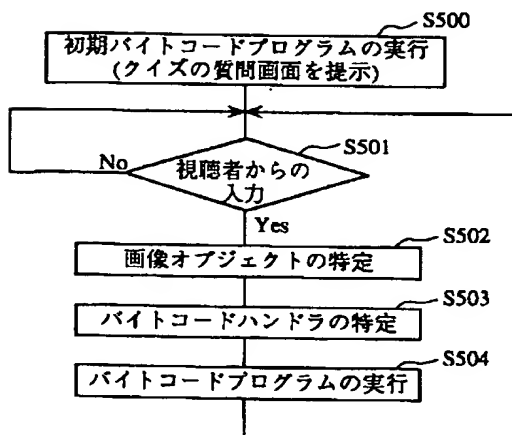 S500
初期バイトコードプログラムの実行
(クイズの質問画面を提示)
S501
No
視聴者からの
入力
Yes
S502
画像オブジェクトの特定
S503
バイトコードハンドラの特定
S504
バイトコードプログラムの実行